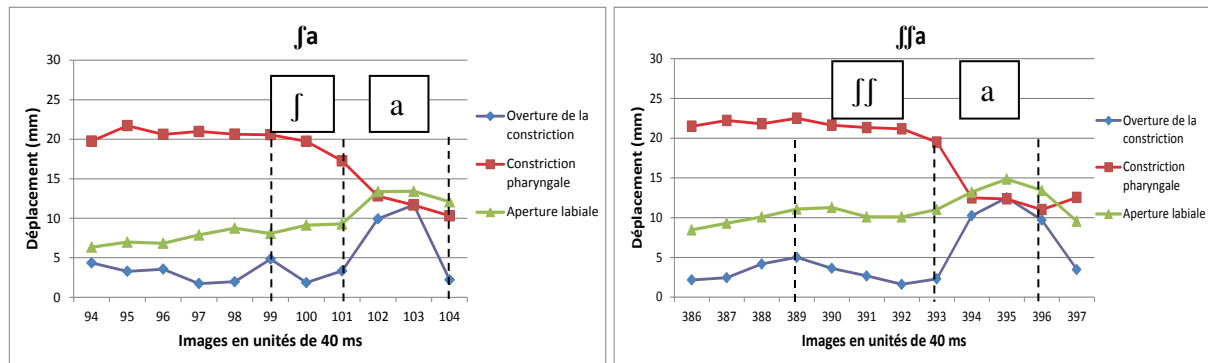 ʃa
30
25
20
15
10
5
0
Déplacement (mm)
ʃ
a
94 95 96 97 98 99 100 101 102 103 104
Images en unités de 40 ms
Overture de la
constriction
Constriction
pharyngale
Aperture labiale
ʃʃa
30
25
20
15
10
5
0
Déplacement (mm)
ʃʃ
a
386 387 388 389 390 391 392 393 394 395 396 397
Images en unités de 40 ms
Overture de la
constriction
Constriction
pharyngale
Aperture labiale